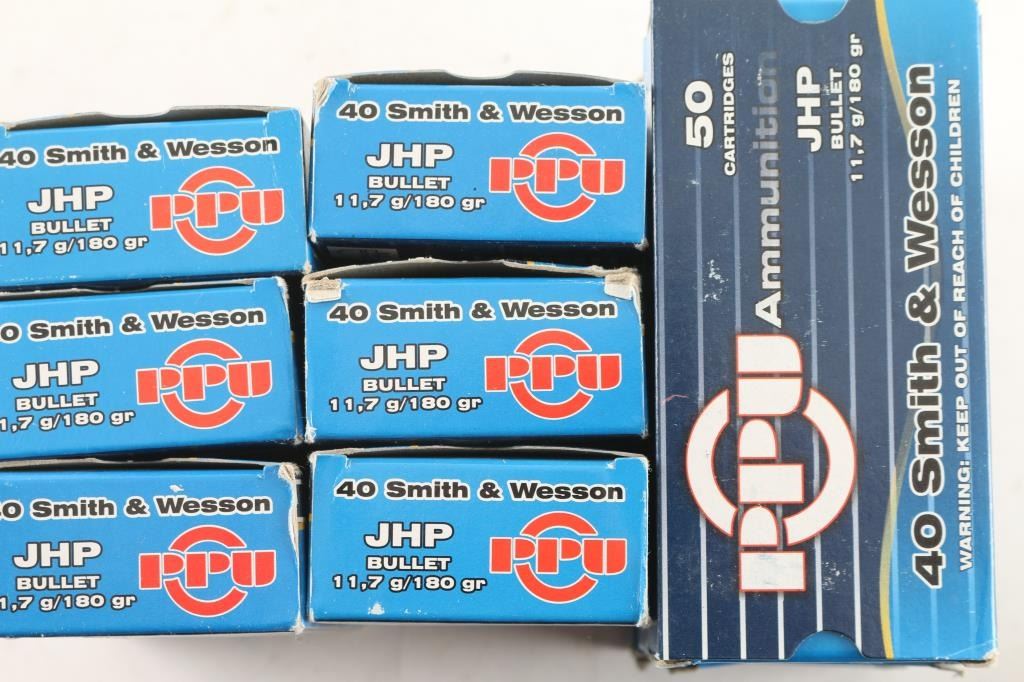 40 Smith & Wesson
JHP
BULLET
11,7 g/180 gr
PPU
40 Smith & Wesson
JHP
BULLET
11,7 g/180 gr
PPU
0 Smith & Wesson
JHP
BULLET
1,7 g/180 gr
PPU
40 Smith & Wesson
JHP
BULLET
11,7 g/180 gr
PPU
0 Smith & Wesson
JHP
BULLET
1,7 g/180 gr
PPU
40 Smith & Wesson
JHP
BULLET
11,7 g/180 gr
PPU
50
CARTRIDGES
PPU Ammunition
JHP
BULLET
11,7 g/180 gr
40 Smith & Wesson
WARNING: KEEP OUT OF REACH OF CHILDREN